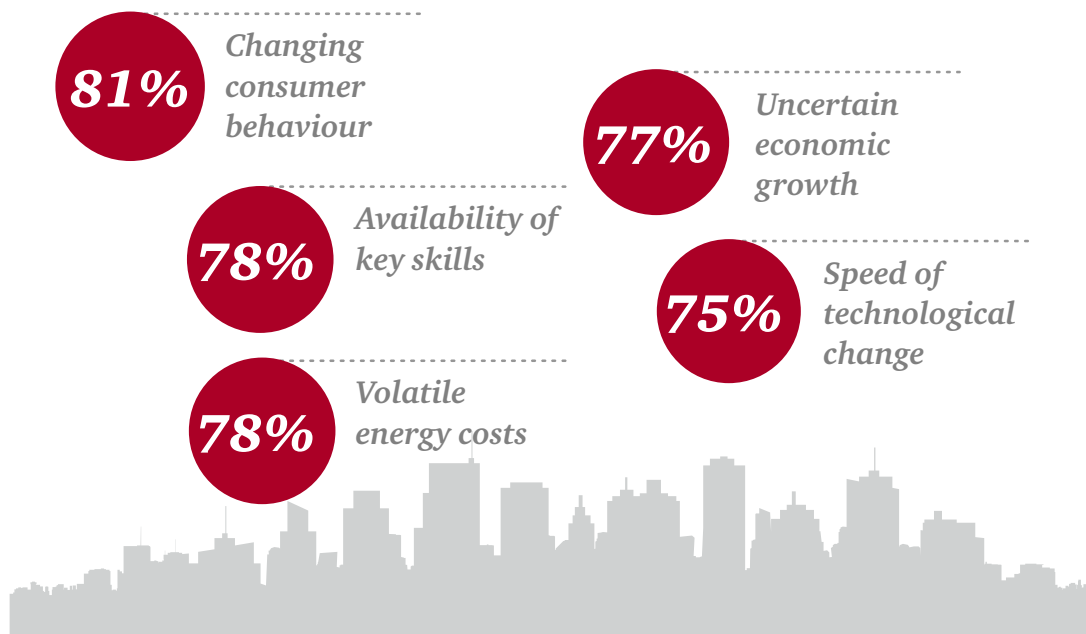 81%
Changing
consumer
behaviour
77%
Uncertain
economic
growth
78%
Availability of
key skills
75%
Speed of
technological
change
78%
Volatile
energy costs